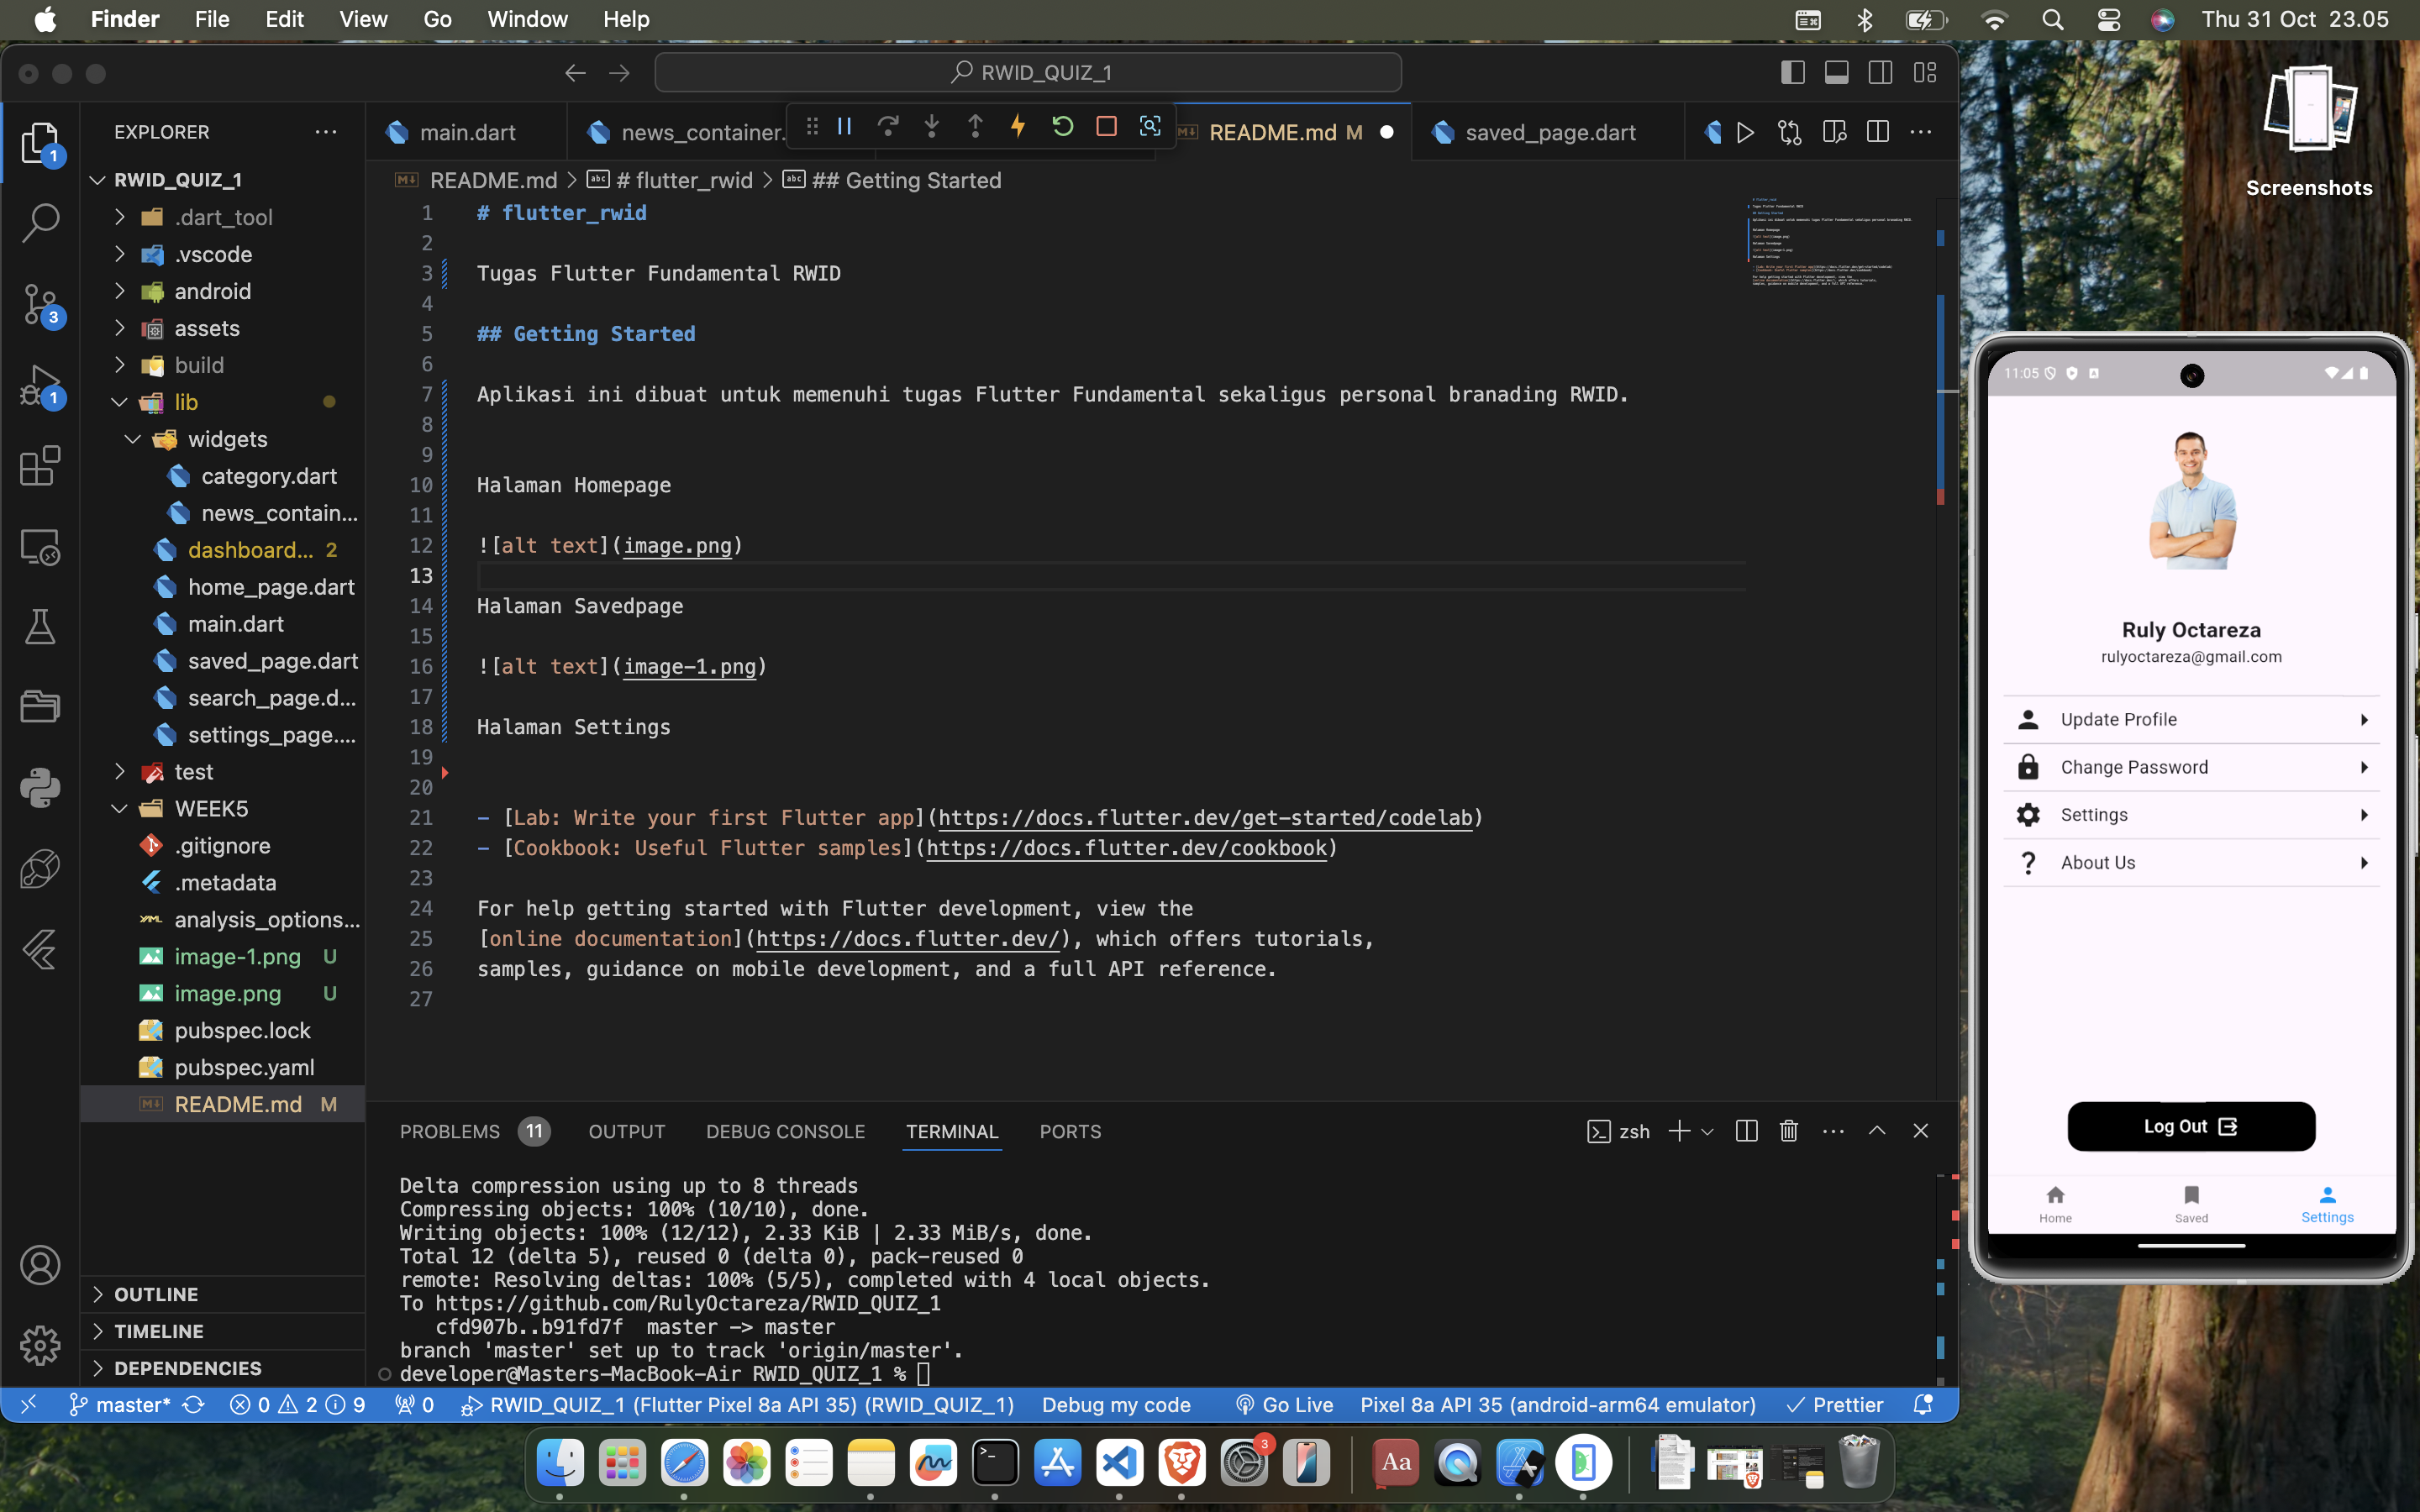 Finder File Edit View Go Window Help
Thu 31 Oct 23.05
RWID_QUIZ_1
Screenshots
EXPLORER
main.dart
news_container.
README.md M
saved_page.dart
README.md > # flutter_rwid > ## Getting Started
RWID_QUIZ_1
.dart_tool
.vscode
android
assets
build
lib
widgets
category.dart
news_contain...
dashboard... 2
home_page.dart
main.dart
saved_page.dart
search_page.d...
settings_page....
test
WEEK5
.gitignore
.metadata
analysis_options...
image-1.png U
image.png U
pubspec.lock
pubspec.yaml
README.md M
OUTLINE
TIMELINE
DEPENDENCIES
1
3
1
1 # flutter_rwid
2
3 Tugas Flutter Fundamental RWID
4
5 ## Getting Started
6
7 Aplikasi ini dibuat untuk memenuhi tugas Flutter Fundamental sekaligus personal branading RWID.
8
9
10 Halaman Homepage
11
12 ![alt text](image.png)
13
14 Halaman Savedpage
15
16 ![alt text](image-1.png)
17
18 Halaman Settings
19
20
21 - [Lab: Write your first Flutter app](https://docs.flutter.dev/get-started/codelab)
22 - [Cookbook: Useful Flutter samples](https://docs.flutter.dev/cookbook)
23
24 For help getting started with Flutter development, view the
25 [online documentation](https://docs.flutter.dev/), which offers tutorials,
26 samples, guidance on mobile development, and a full API reference.
27
PROBLEMS 11 OUTPUT DEBUG CONSOLE TERMINAL PORTS
zsh
Delta compression using up to 8 threads
Compressing objects: 100% (10/10), done.
Writing objects: 100% (12/12), 2.33 KiB | 2.33 MiB/s, done.
Total 12 (delta 5), reused 0 (delta 0), pack-reused 0
remote: Resolving deltas: 100% (5/5), completed with 4 local objects.
To https://github.com/RulyOctareza/RWID_QUIZ_1
cfd907b..b91fd7f master -> master
branch 'master' set up to track 'origin/master'.
developer@Masters-MacBook-Air RWID_QUIZ_1 %
master* 0 2 9 0 RWID_QUIZ_1 (Flutter Pixel 8a API 35) (RWID_QUIZ_1) Debug my code Go Live Pixel 8a API 35 (android-arm64 emulator) Prettier
11:05
Ruly Octareza
rulyoctareza@gmail.com
Update Profile
Change Password
Settings
About Us
Log Out
Home
Saved
Settings
3
Aa